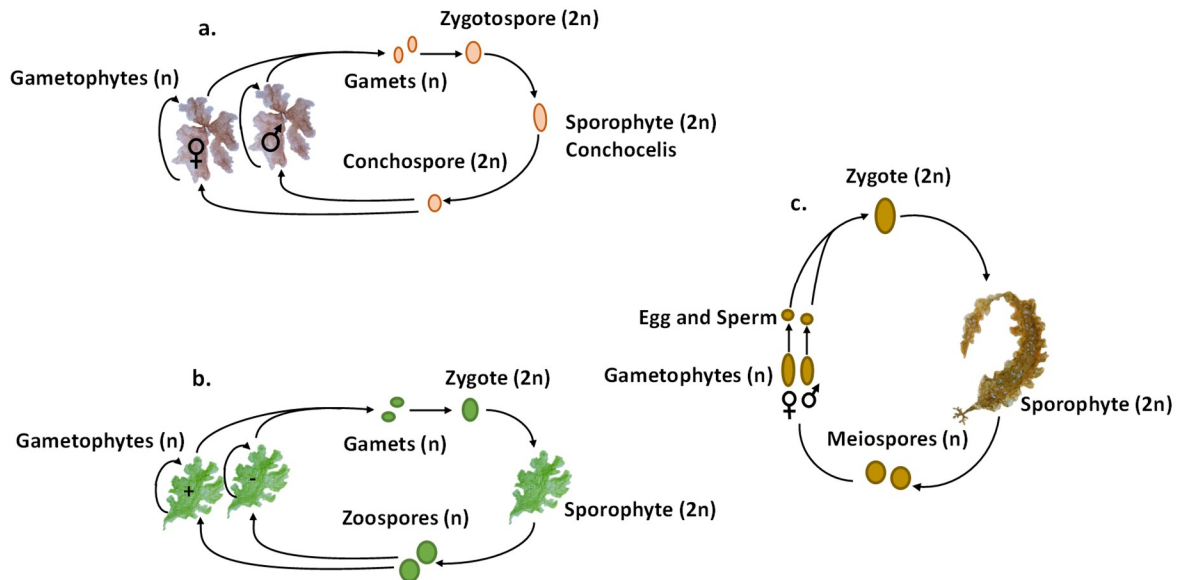 a.
Zygotospore (2n)
Gametophytes (n)
Gamets (n)
♀
♂
Sporophyte (2n)
Conchocelis
Conchospore (2n)
b.
Zygote (2n)
Gametophytes (n)
Gamets (n)
+
-
Sporophyte (2n)
Zoospores (n)
c.
Zygote (2n)
Egg and Sperm
Gametophytes (n)
♀
♂
Sporophyte (2n)
Meiospores (n)